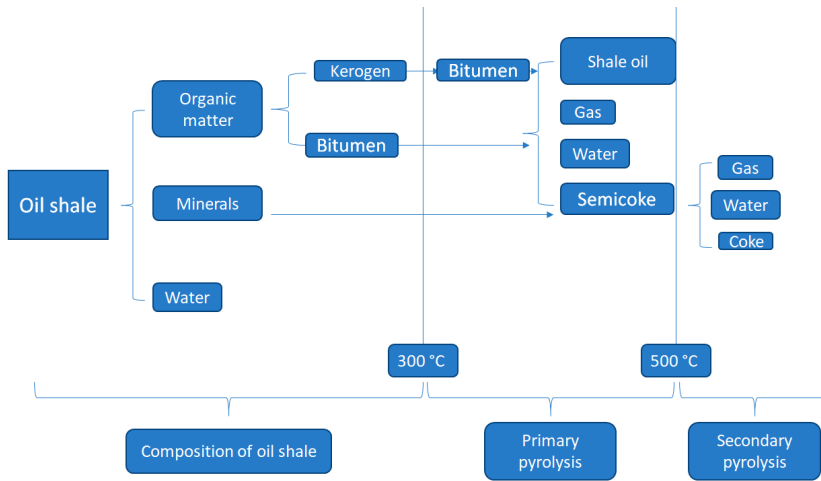 Oil shale
Organic
matter
Minerals
Water
Kerogen
Bitumen
Bitumen
Shale oil
Gas
Water
Semicoke
Gas
Water
Coke
300 °C
500 °C
Composition of oil shale
Primary
pyrolysis
Secondary
pyrolysis